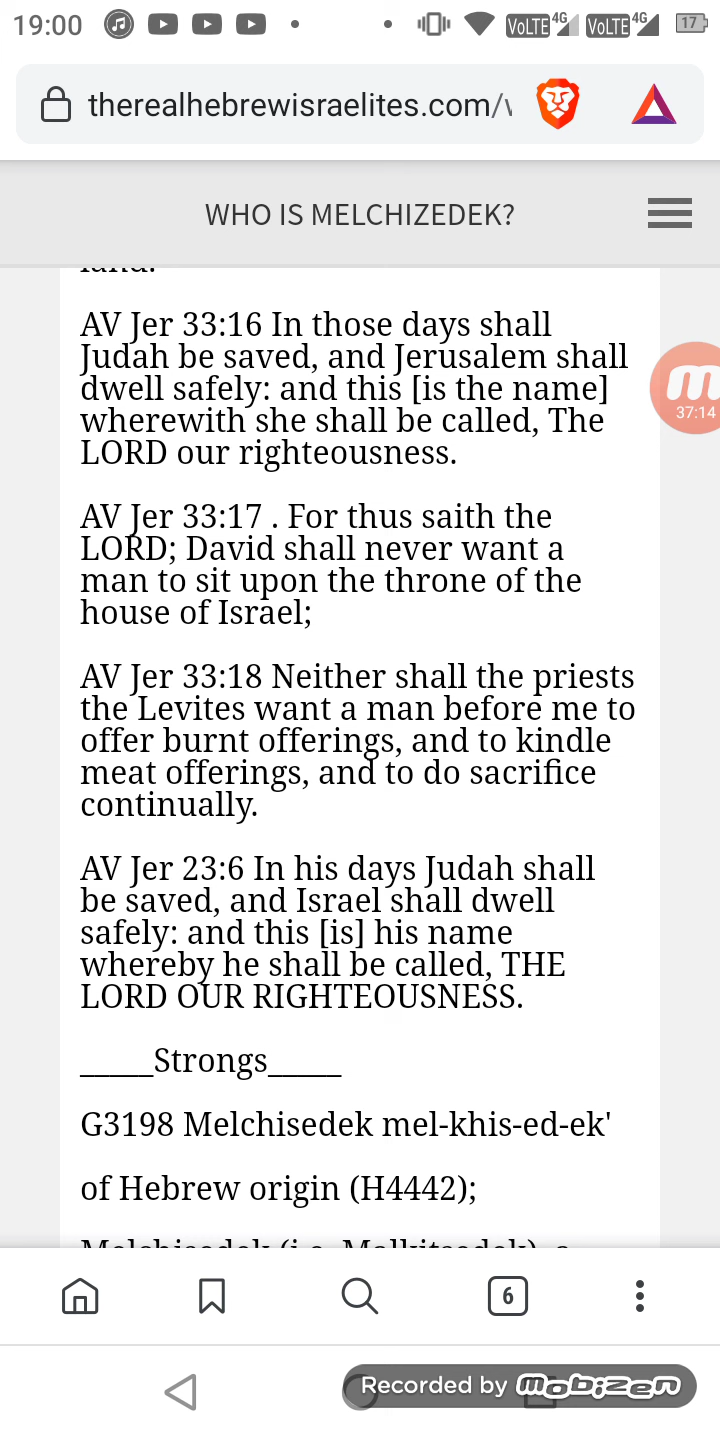 19:00
VoLTE 4G VoLTE 4G 17
therealhebrewisraelites.com/
WHO IS MELCHIZEDEK?
land.
AV Jer 33:16 In those days shall
Judah be saved, and Jerusalem shall
dwell safely: and this [is the name]
wherewith she shall be called, The
LORD our righteousness.
37:14
AV Jer 33:17 . For thus saith the
LORD; David shall never want a
man to sit upon the throne of the
house of Israel;
AV Jer 33:18 Neither shall the priests
the Levites want a man before me to
offer burnt offerings, and to kindle
meat offerings, and to do sacrifice
continually.
AV Jer 23:6 In his days Judah shall
be saved, and Israel shall dwell
safely: and this [is] his name
whereby he shall be called, THE
LORD OUR RIGHTEOUSNESS.
_____Strongs_____
G3198 Melchisedek mel-khis-ed-ek'
of Hebrew origin (H4442);
Melchisedek (i.e. Malkitsedek), a
6
Recorded by mobizen